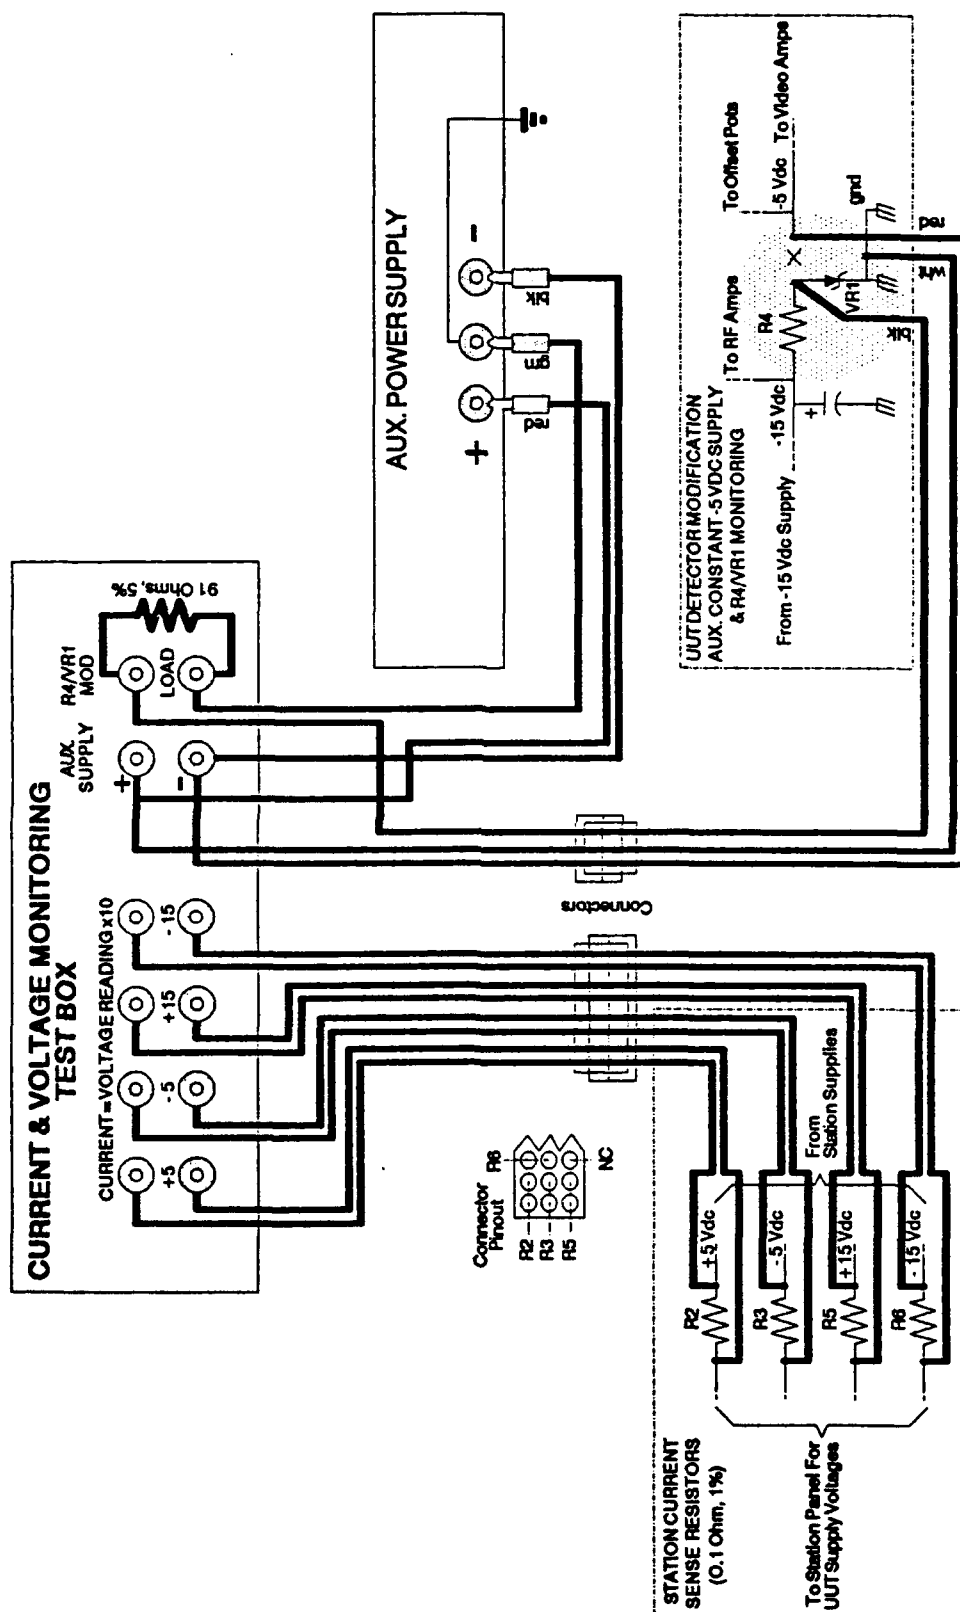 CURRENT & VOLTAGE MONITORING
TEST BOX
CURRENT=VOLTAGE READING x10
+5
- 5
+15
-15
AUX.
SUPPLY
+
-
R4/VR1
MOD
LOAD
91 Ohms, 5%
AUX. POWER SUPPLY
+
-
red
grn
blk
Connector
Pinout
R2
R3
R5
R6
NC
Connectors
UUT DETECTOR MODIFICATION
AUX. CONSTANT -5VDC SUPPLY
& R4/VR1 MONITORING
From -15 Vdc Supply
-15 Vdc
To RF Amps
+
R4
VR1
To Offset Pots
-5 Vdc
To Video Amps
gnd
blk
wht
red
STATION CURRENT
SENSE RESISTORS
(0.1 Ohm, 1%)
R2
+5 Vdc
R3
-5 Vdc
R5
+15 Vdc
R6
- 15 Vdc
From
Station Supplies
To Station Panel For
UUT Supply Voltages